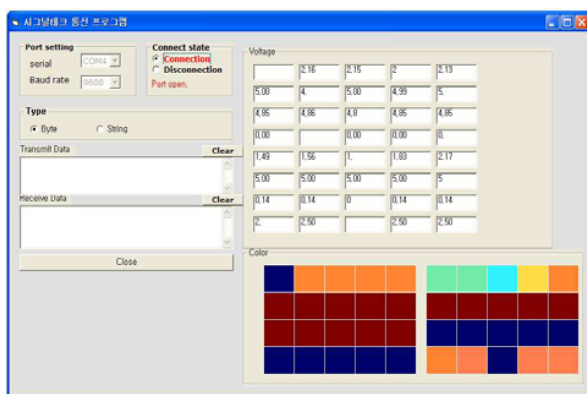 시그널테크 통신 프로그램
Port setting
serial COM4
Baud rate 9600
Connect state
Connection
Disconnection
Port open,
Type
Byte String
Transmit Data Clear
Receive Data Clear
Close
Voltage
2,16 2,15 2 2,13
5,00 4, 5,00 4,99 5,
4,85 4,86 4,8 4,85 4,85
0,00 0,00 0,00 0,
1,49 1,56 1, 1,83 2,17
5,00 5,00 5,00 5,00 5
0,14 0,14 0 0,14 0,14
2, 2,50 2,50 2,50
Color